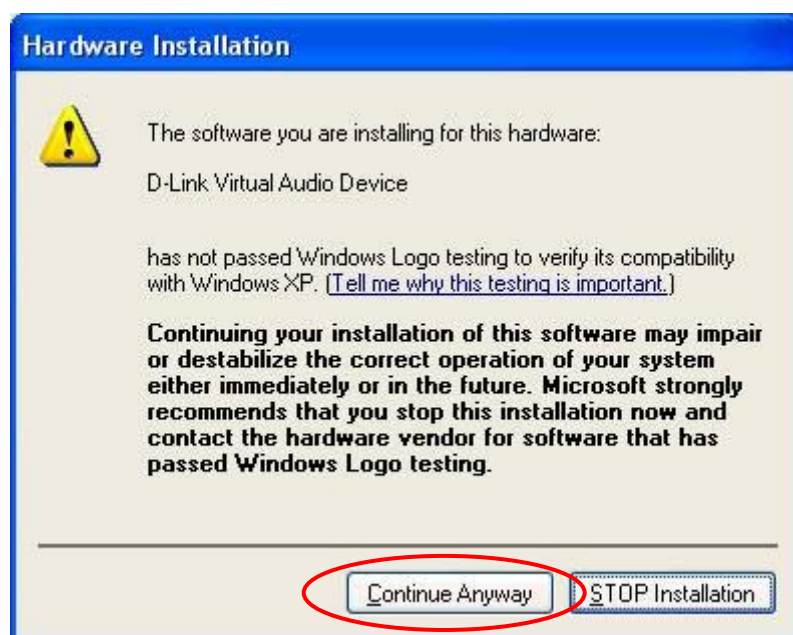 Hardware Installation
The software you are installing for this hardware:
D-Link Virtual Audio Device
has not passed Windows Logo testing to verify its compatibility
with Windows XP. (Tell me why this testing is important.)
Continuing your installation of this software may impair
or destabilize the correct operation of your system
either immediately or in the future. Microsoft strongly
recommends that you stop this installation now and
contact the hardware vendor for software that has
passed Windows Logo testing.
Continue Anyway
STOP Installation